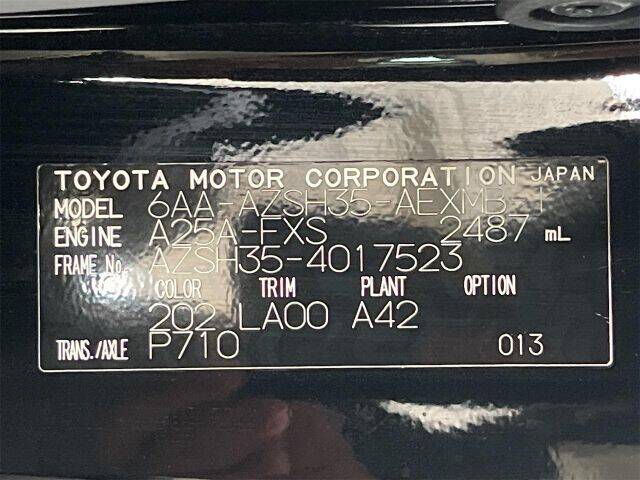 TOYOTA MOTOR CORPORATION JAPAN
MODEL 6AA-AZSH35-AEXMB
ENGINE A25A-FXS 2487 mL
FRAME No. AZSH35-4017523
COLOR TRIM PLANT OPTION
202 LA00 A42
TRANS./AXLE P710 013